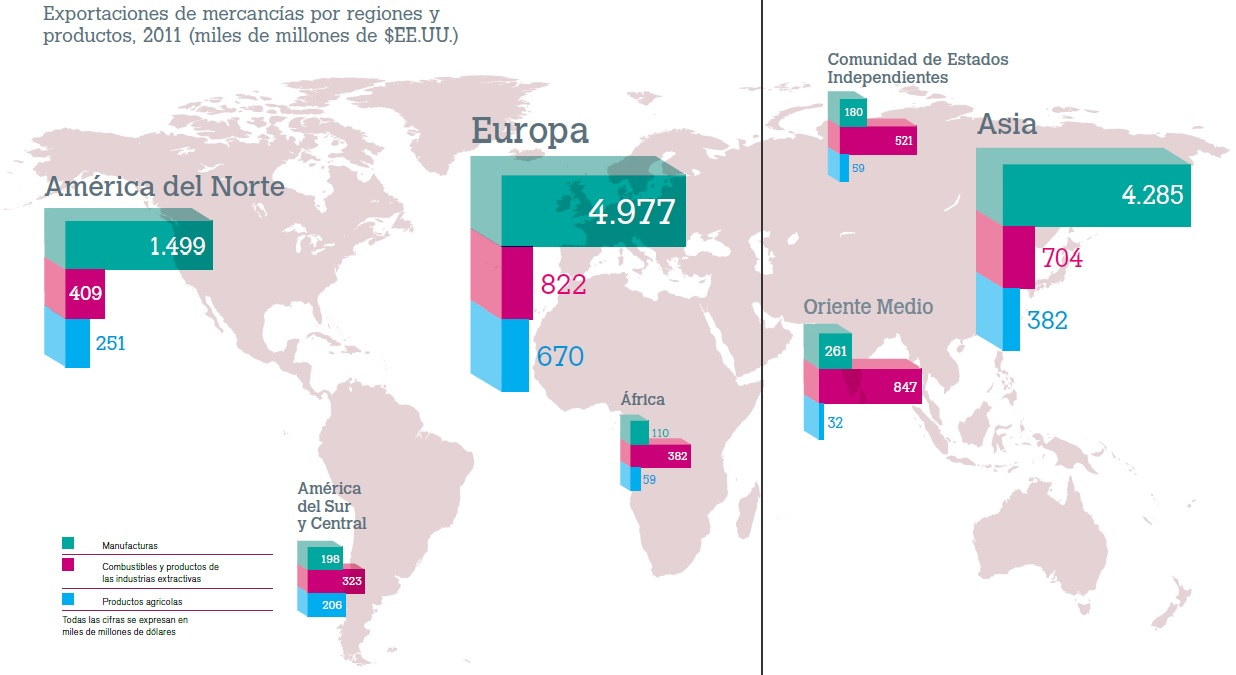 Exportaciones de mercancías por regiones y
productos, 2011 (miles de millones de $EE.UU.)
América del Norte
1.499
409
251
Europa
4.977
822
670
África
110
382
59
América
del Sur
y Central
198
323
206
Comunidad de Estados
Independientes
180
521
59
Asia
4.285
704
382
Oriente Medio
261
847
32
Manufacturas
Combustibles y productos de
las industrias extractivas
Productos agricolas
Todas las cifras se expresan en
miles de millones de dólares